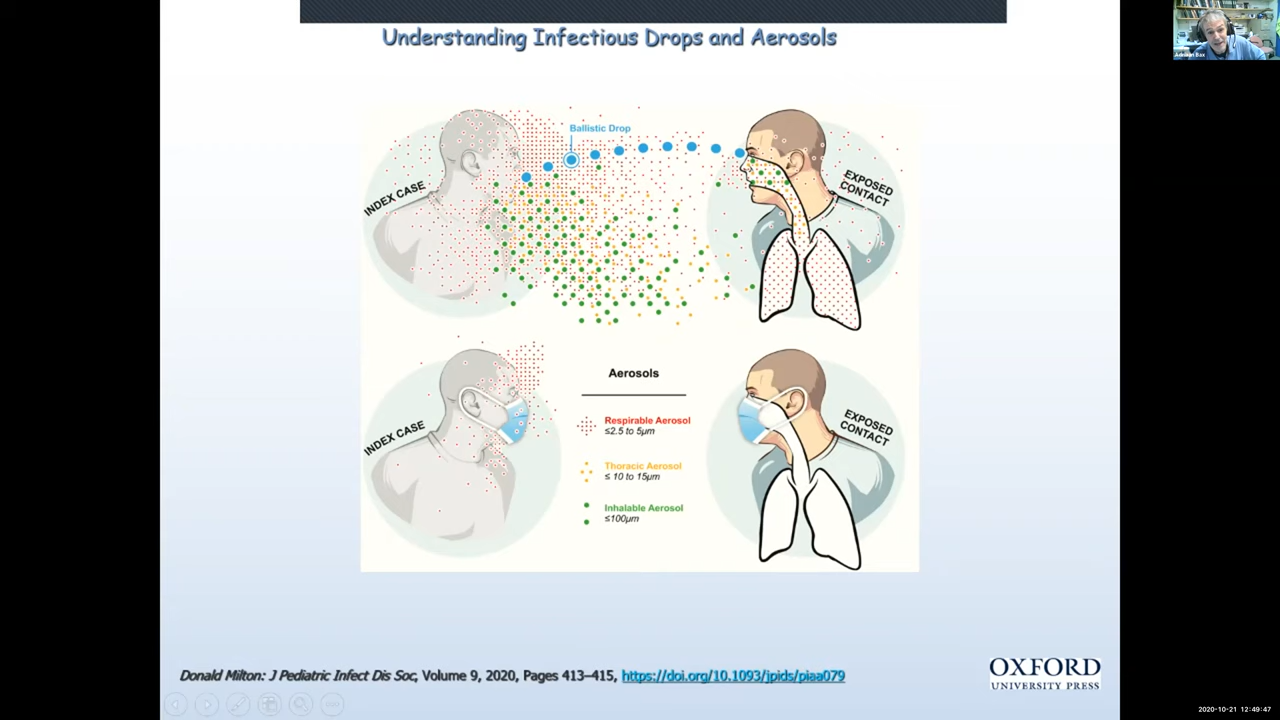 Understanding Infectious Drops and Aerosols
Ballistic Drop
INDEX CASE
EXPOSED
CONTACT
INDEX CASE
EXPOSED
CONTACT
Aerosols
Respirable Aerosol
≤2.5 to 5µm
Thoracic Aerosol
≤ 10 to 15µm
Inhalable Aerosol
≤100µm
Donald Milton: J Pediatric Infect Dis Soc, Volume 9, 2020, Pages 413–415, https://doi.org/10.1093/jpids/piaa079
OXFORD
UNIVERSITY PRESS
Adriaan Bax
2020-10-21 12:49:47